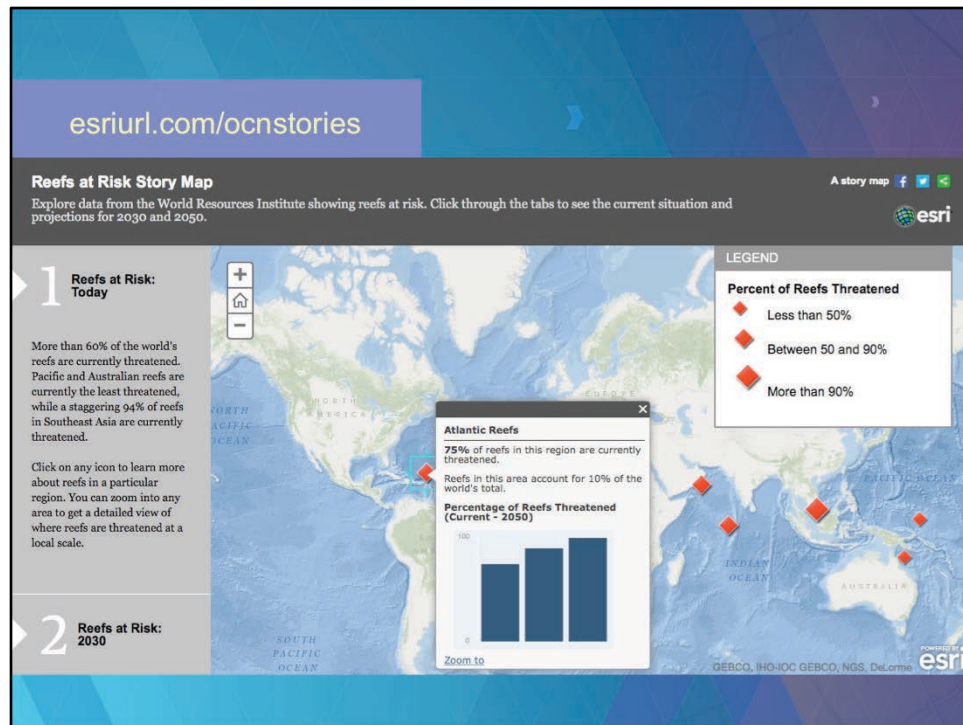 esriurl.com/ocnstories
Reefs at Risk Story Map
Explore data from the World Resources Institute showing reefs at risk. Click through the tabs to see the current situation and
projections for 2030 and 2050.
A story map
esri
1
Reefs at Risk:
Today
More than 60% of the world's
reefs are currently threatened.
Pacific and Australian reefs are
currently the least threatened,
while a staggering 94% of reefs
in Southeast Asia are currently
threatened.
Click on any icon to learn more
about reefs in a particular
region. You can zoom into any
area to get a detailed view of
where reefs are threatened at a
local scale.
2
Reefs at Risk:
2030
+
−
NORTH
AMERICA
NORTH
PACIFIC
OCEAN
SOUTH
PACIFIC
OCEAN
EUROPE
Atlantic Reefs
75% of reefs in this region are currently
threatened.
Reefs in this area account for 10% of the
world's total.
Percentage of Reefs Threatened
(Current - 2050)
100
0
Zoom to
LEGEND
Percent of Reefs Threatened
Less than 50%
Between 50 and 90%
More than 90%
PACIFIC OCEAN
INDIAN
OCEAN
AUSTRALIA
POWERED BY
esri
GEBCO, IHO-IOC GEBCO, NGS, DeLorme